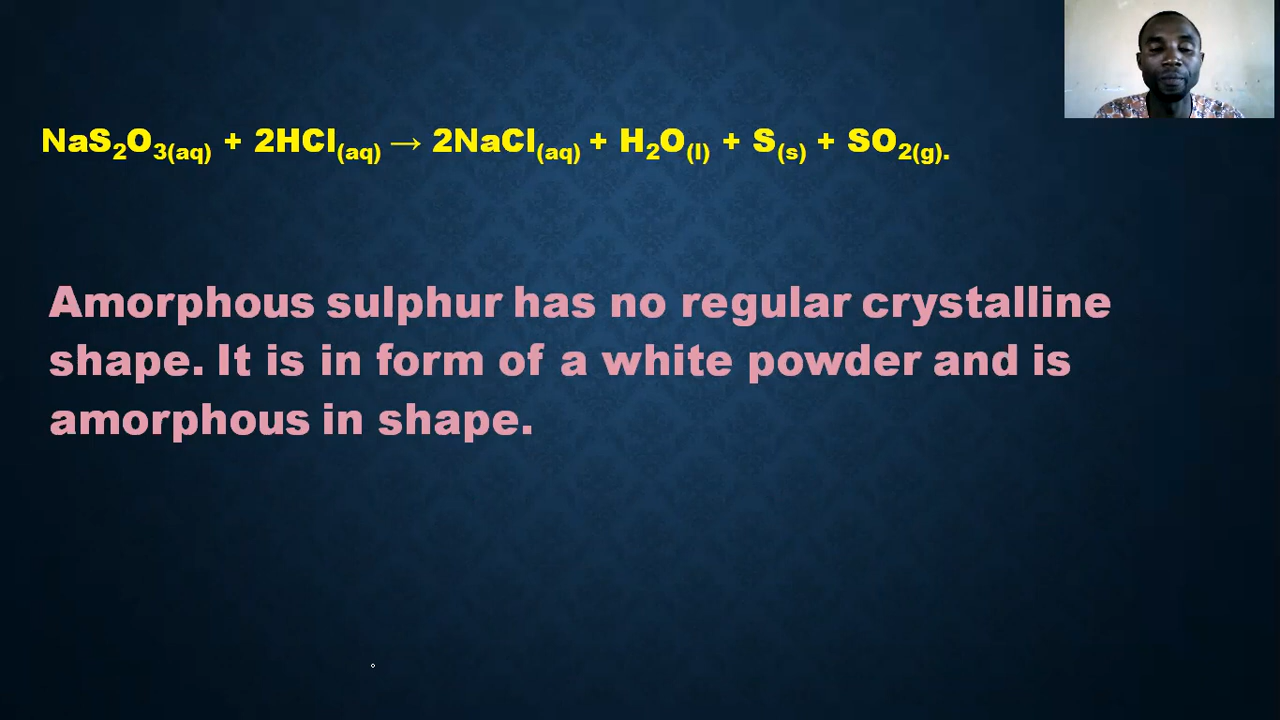 NaS₂O₃(aq) + 2HCl(aq) → 2NaCl(aq) + H₂O(l) + S(s) + SO₂(g).
Amorphous sulphur has no regular crystalline
shape. It is in form of a white powder and is
amorphous in shape.